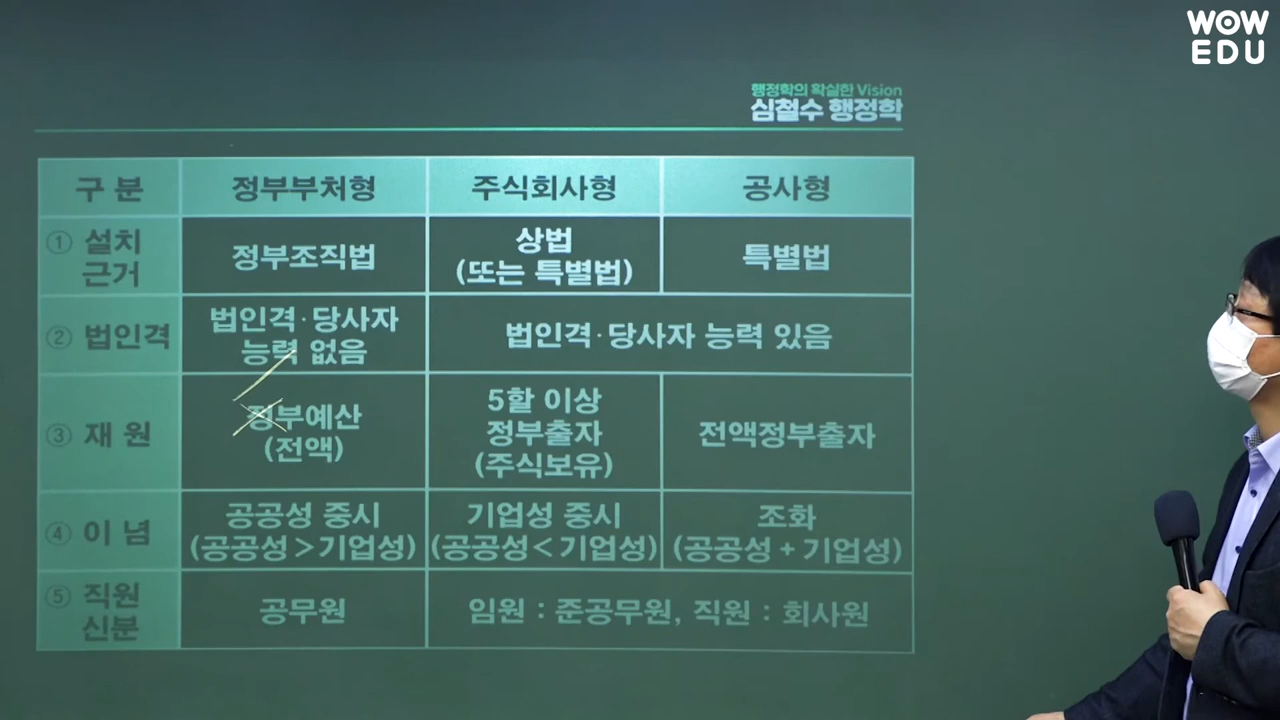 WOW
EDU
행정학의 확실한 Vision
심철수 행정학
구 분
정부부처형
주식회사형
공사형
① 설치
근거
정부조직법
상법
(또는 특별법)
특별법
② 법인격
법인격·당사자
능력 없음
법인격·당사자 능력 있음
③ 재 원
정부예산
(전액)
5할 이상
정부출자
(주식보유)
전액정부출자
④ 이 념
공공성 중시
(공공성>기업성)
기업성 중시
(공공성<기업성)
조화
(공공성+기업성)
⑤ 직원
신분
공무원
임원 : 준공무원, 직원 : 회사원